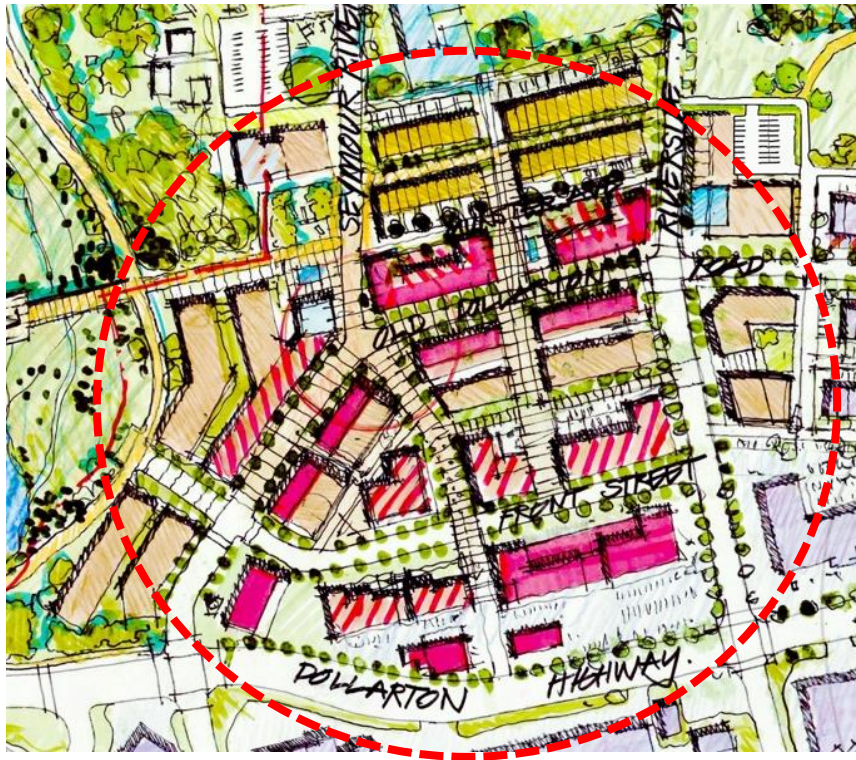 SEYMOUR RIVER
RIVERSIDE
OLD DOLLARTON ROAD
FRONT STREET
DOLLARTON HIGHWAY.